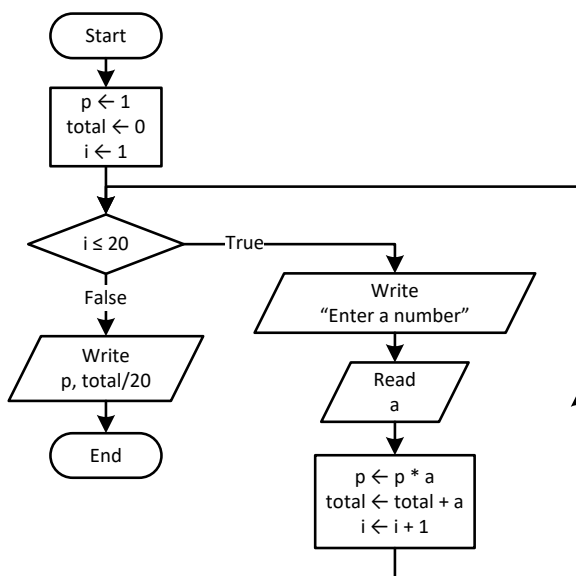 Start
p ← 1
total ← 0
i ← 1
i ≤ 20
True
False
Write
“Enter a number”
Write
p, total/20
Read
a
End
p ← p * a
total ← total + a
i ← i + 1